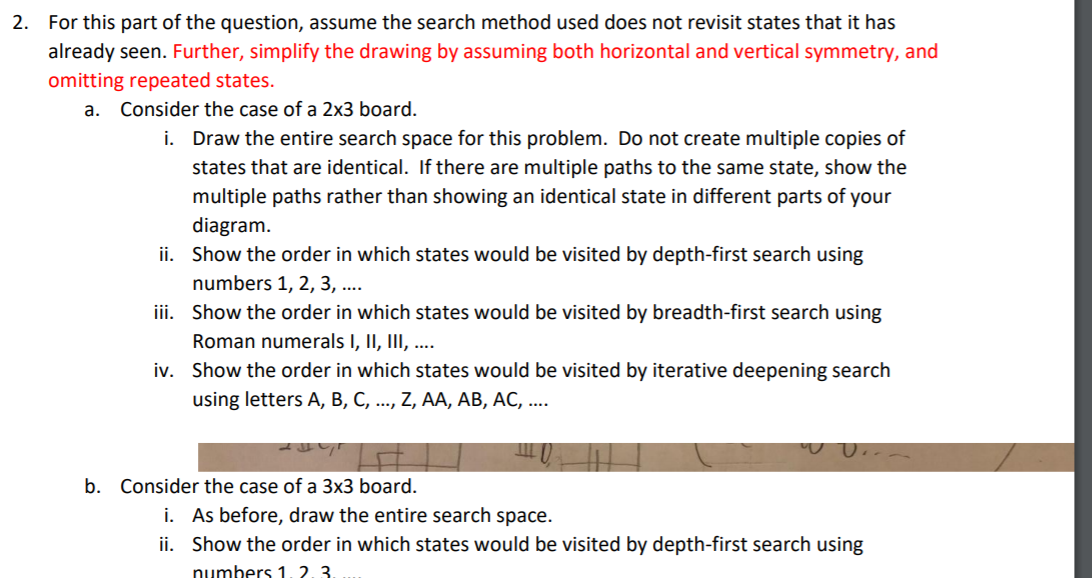 2. For this part of the question, assume the search method used does not revisit states that it has
already seen. Further, simplify the drawing by assuming both horizontal and vertical symmetry, and
omitting repeated states.
a. Consider the case of a 2x3 board.
i. Draw the entire search space for this problem. Do not create multiple copies of
states that are identical. If there are multiple paths to the same state, show the
multiple paths rather than showing an identical state in different parts of your
diagram.
ii. Show the order in which states would be visited by depth-first search using
numbers 1, 2, 3, ....
iii. Show the order in which states would be visited by breadth-first search using
Roman numerals I, II, III, ....
iv. Show the order in which states would be visited by iterative deepening search
using letters A, B, C, ..., Z, AA, AB, AC, ....
b. Consider the case of a 3x3 board.
i. As before, draw the entire search space.
ii. Show the order in which states would be visited by depth-first search using
numbers 1, 2, 3, ....